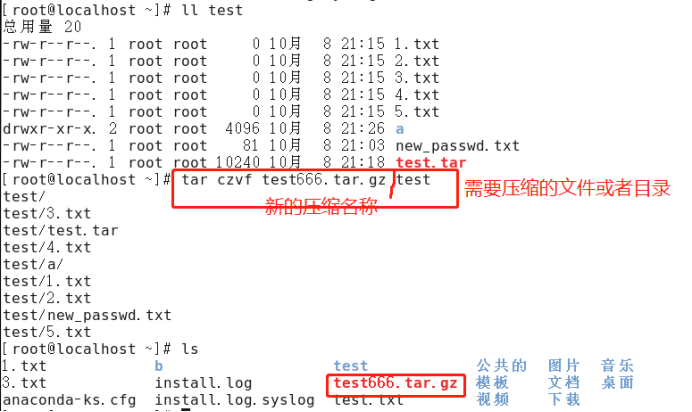 [root@localhost ~]# ll test
总用量 20
-rw-r--r--. 1 root root 0 10月 8 21:15 1.txt
-rw-r--r--. 1 root root 0 10月 8 21:15 2.txt
-rw-r--r--. 1 root root 0 10月 8 21:15 3.txt
-rw-r--r--. 1 root root 0 10月 8 21:15 4.txt
-rw-r--r--. 1 root root 0 10月 8 21:15 5.txt
drwxr-xr-x. 2 root root 4096 10月 8 21:26 a
-rw-r--r--. 1 root root 81 10月 8 21:03 new_passwd.txt
-rw-r--r--. 1 root root 10240 10月 8 21:18 test.tar
[root@localhost ~]# tar czvf test666.tar.gz test
需要压缩的文件或者目录
新的压缩名称
test/
test/3.txt
test/test.tar
test/4.txt
test/a/
test/1.txt
test/2.txt
test/new_passwd.txt
test/5.txt
[root@localhost ~]# ls
1.txt b test 公共的 图片 音乐
3.txt install.log test666.tar.gz 模板 文档 桌面
anaconda-ks.cfg install.log.syslog test.txt 视频 下载